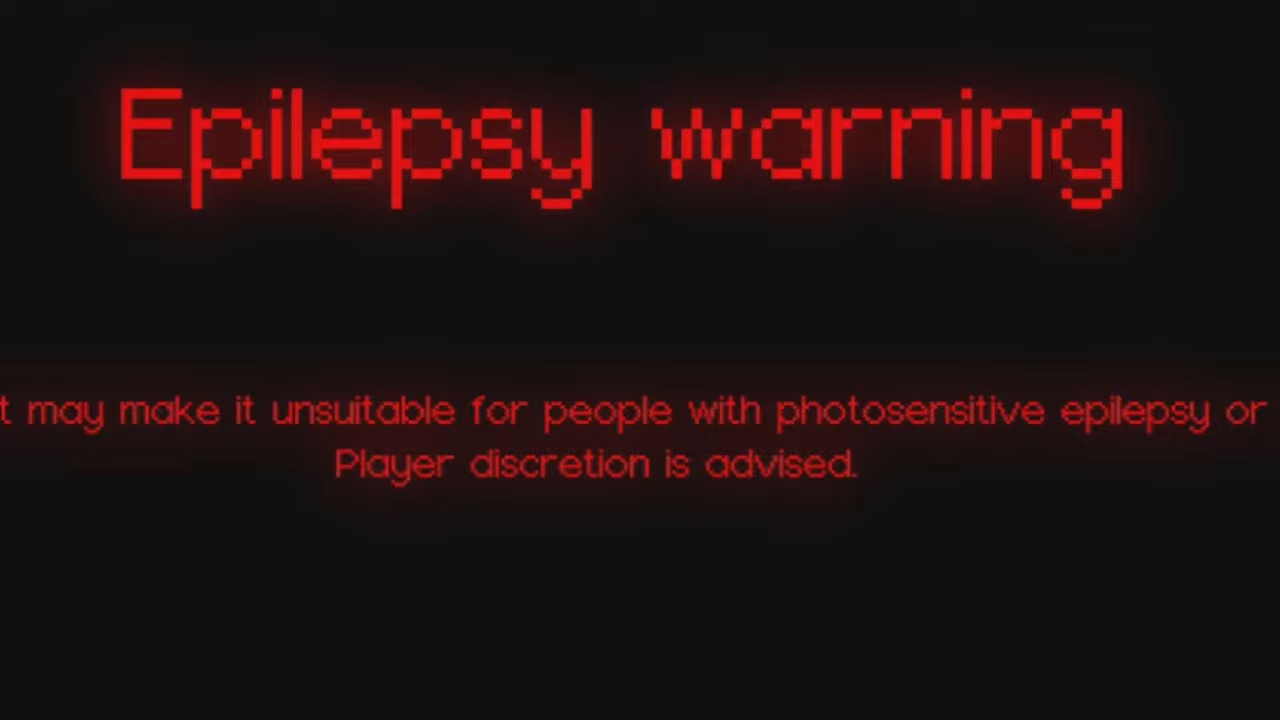 Epilepsy warning
t may make it unsuitable for people with photosensitive epilepsy or
Player discretion is advised.